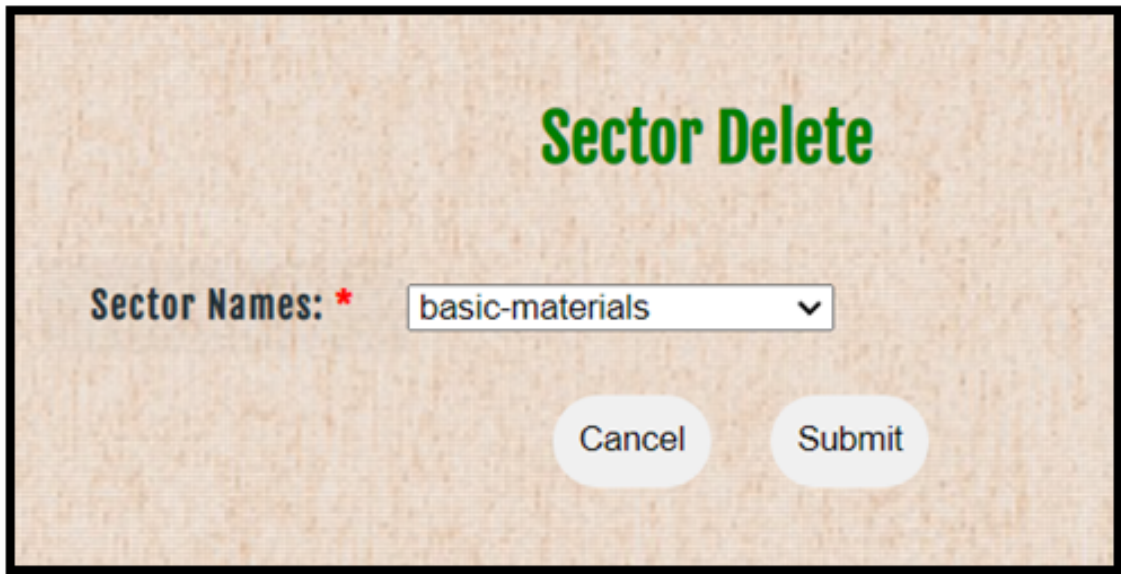 Sector Delete
Sector Names: *
basic-materials
Cancel Submit